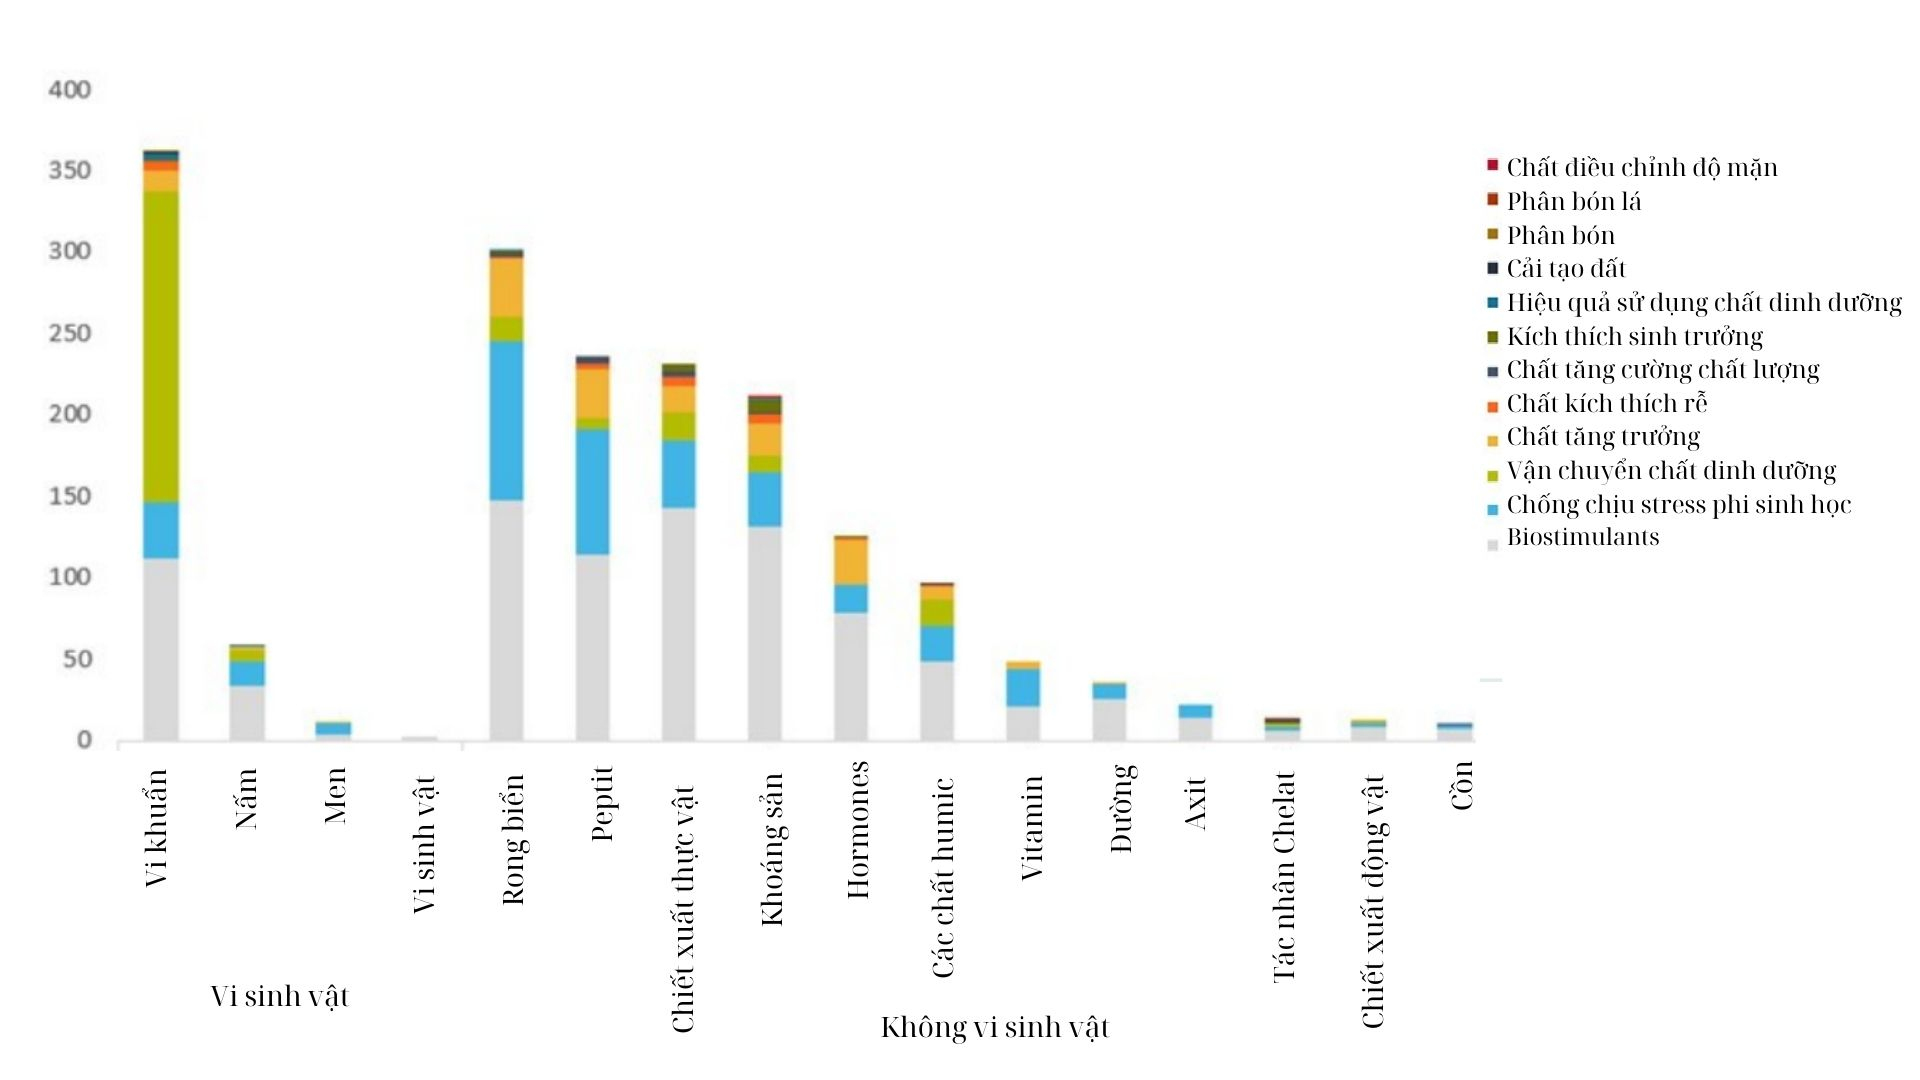 400
350
300
250
200
150
100
50
0
Chất điều chỉnh độ mặn
Phân bón lá
Phân bón
Cải tạo đất
Hiệu quả sử dụng chất dinh dưỡng
Kích thích sinh trưởng
Chất tăng cường chất lượng
Chất kích thích rễ
Chất tăng trưởng
Vận chuyển chất dinh dưỡng
Chống chịu stress phi sinh học
Biostimulants
Vi khuẩn
Nấm
Men
Vi sinh vật
Rong biển
Peptit
Chiết xuất thực vật
Khoáng sản
Hormones
Các chất humic
Vitamin
Đường
Axit
Tác nhân Chelat
Chiết xuất động vật
Cồn
Vi sinh vật
Không vi sinh vật